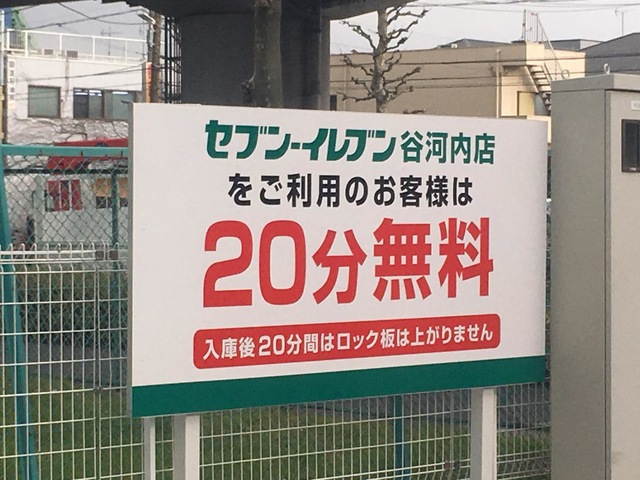 セブン-イレブン谷河内店
をご利用のお客様は
20分無料
入庫後20分間はロック板は上がりません